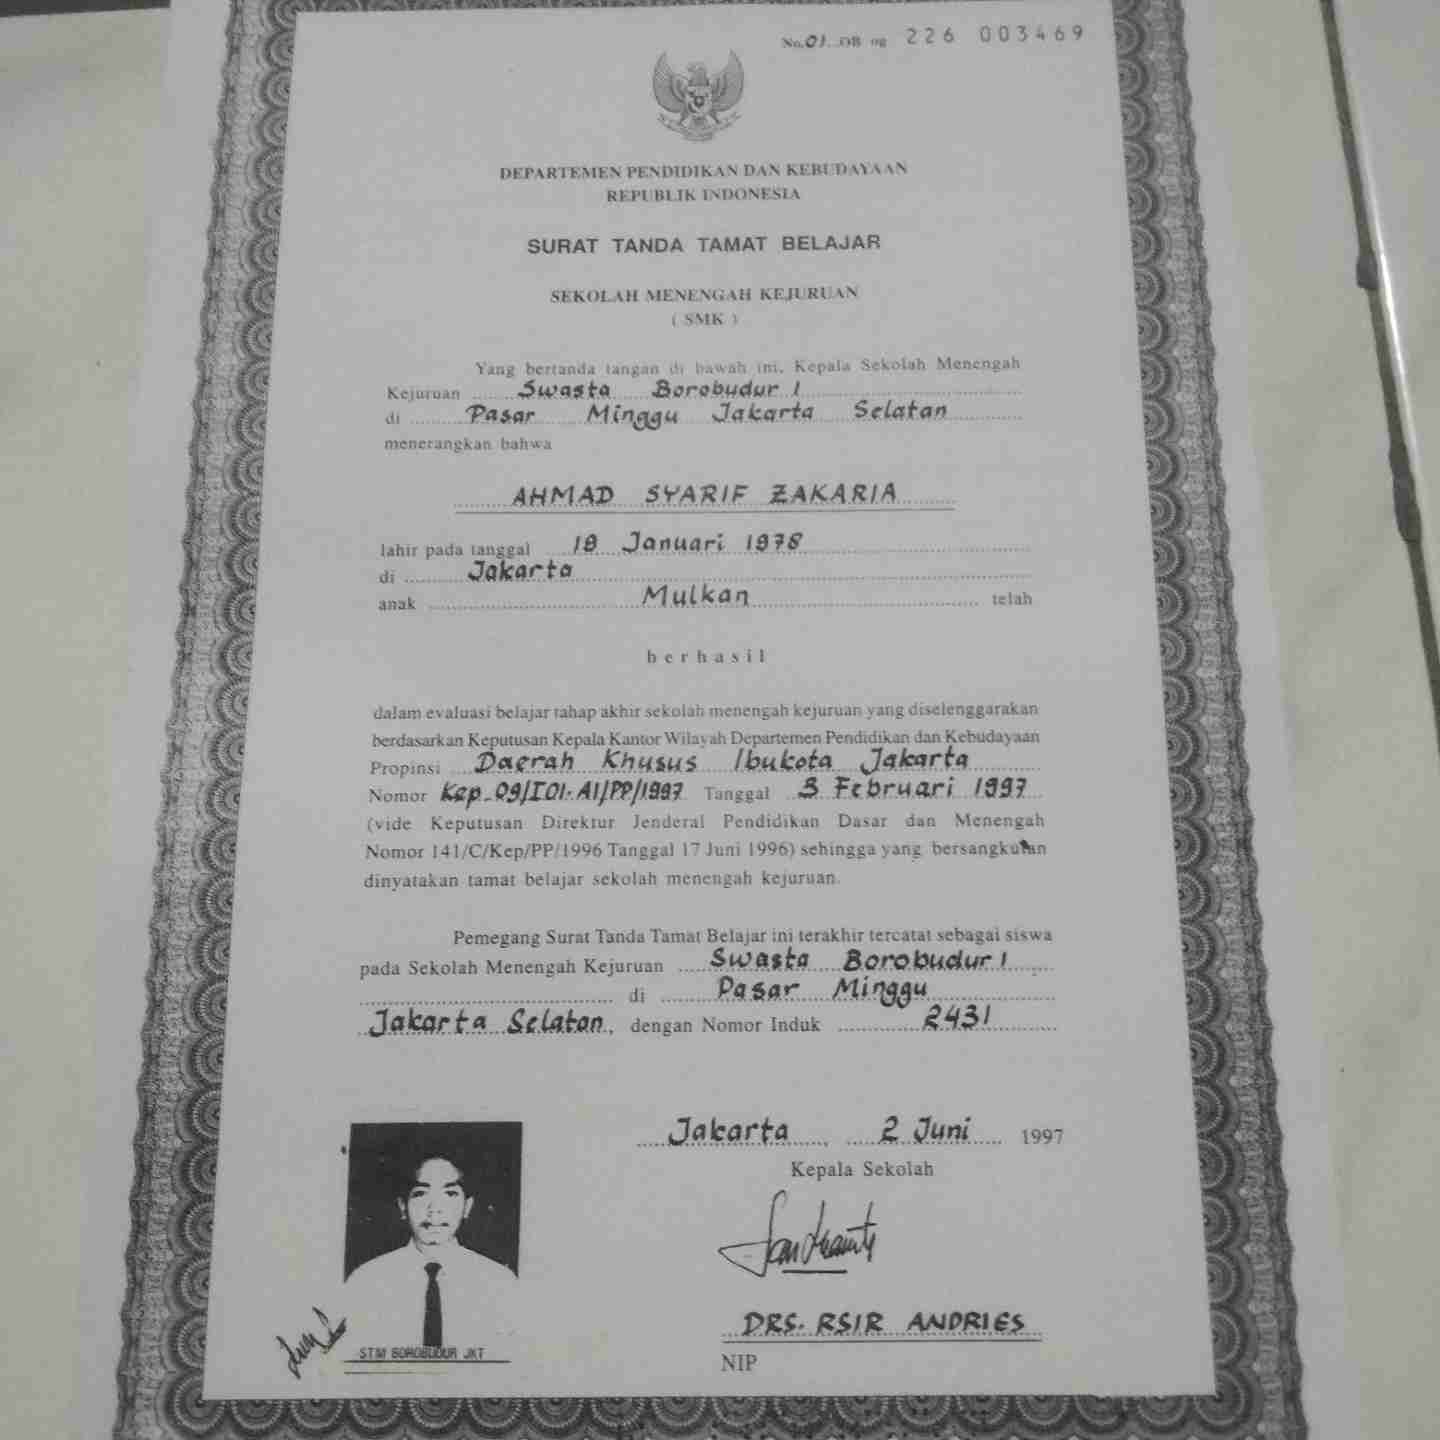 No. 01 OB og 226 003469
DEPARTEMEN PENDIDIKAN DAN KEBUDAYAAN
REPUBLIK INDONESIA
SURAT TANDA TAMAT BELAJAR
SEKOLAH MENENGAH KEJURUAN
( SMK )
Yang bertanda tangan di bawah ini, Kepala Sekolah Menengah
Kejuruan Swasta Borobudur 1
di Pasar Minggu Jakarta Selatan
menerangkan bahwa
AHMAD SYARIF ZAKARIA
lahir pada tanggal 18 Januari 1978
di Jakarta
anak Mulkan telah
berhasil
dalam evaluasi belajar tahap akhir sekolah menengah kejuruan yang diselenggarakan
berdasarkan Keputusan Kepala Kantor Wilayah Departemen Pendidikan dan Kebudayaan
Propinsi Daerah Khusus Ibukota Jakarta
Nomor Kep-09/I01.A1/PP/1997 Tanggal 3 Februari 1997
(vide Keputusan Direktur Jenderal Pendidikan Dasar dan Menengah
Nomor 141/C/Kep/PP/1996 Tanggal 17 Juni 1996) sehingga yang bersangkutan
dinyatakan tamat belajar sekolah menengah kejuruan.
Pemegang Surat Tanda Tamat Belajar ini terakhir tercatat sebagai siswa
pada Sekolah Menengah Kejuruan Swasta Borobudur 1
di Pasar Minggu
Jakarta Selatan, dengan Nomor Induk 2431
Jakarta, 2 Juni 1997
Kepala Sekolah
DRS. RSIR ANDRIES
NIP
STM BOROBUDUR JKT